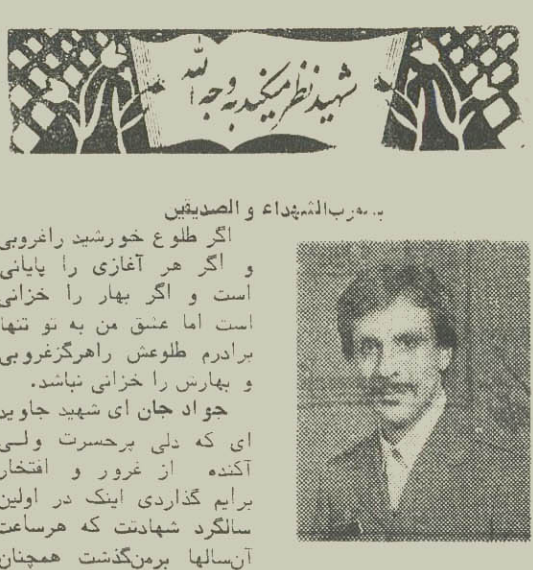 شهید نظر میکند به وجه الله
بسم رب الشهداء و الصدیقین
اگر طلوع خورشید راغروبی
و اگر هر آغازی را پایانی
است و اگر بهار را خزانی
است اما عشق من به تو تنها
برادرم طلوعش راهرگزغروبی
و بهارش را خزانی نباشد.
جواد جان ای شهید جاوید
ای که دلی پرحسرت ولی
آکنده از غرور و افتخار
برایم گذاردی اینک در اولین
سالگرد شهادتت که هرساعت
آن‌سالها برمن‌گذشت همچنان